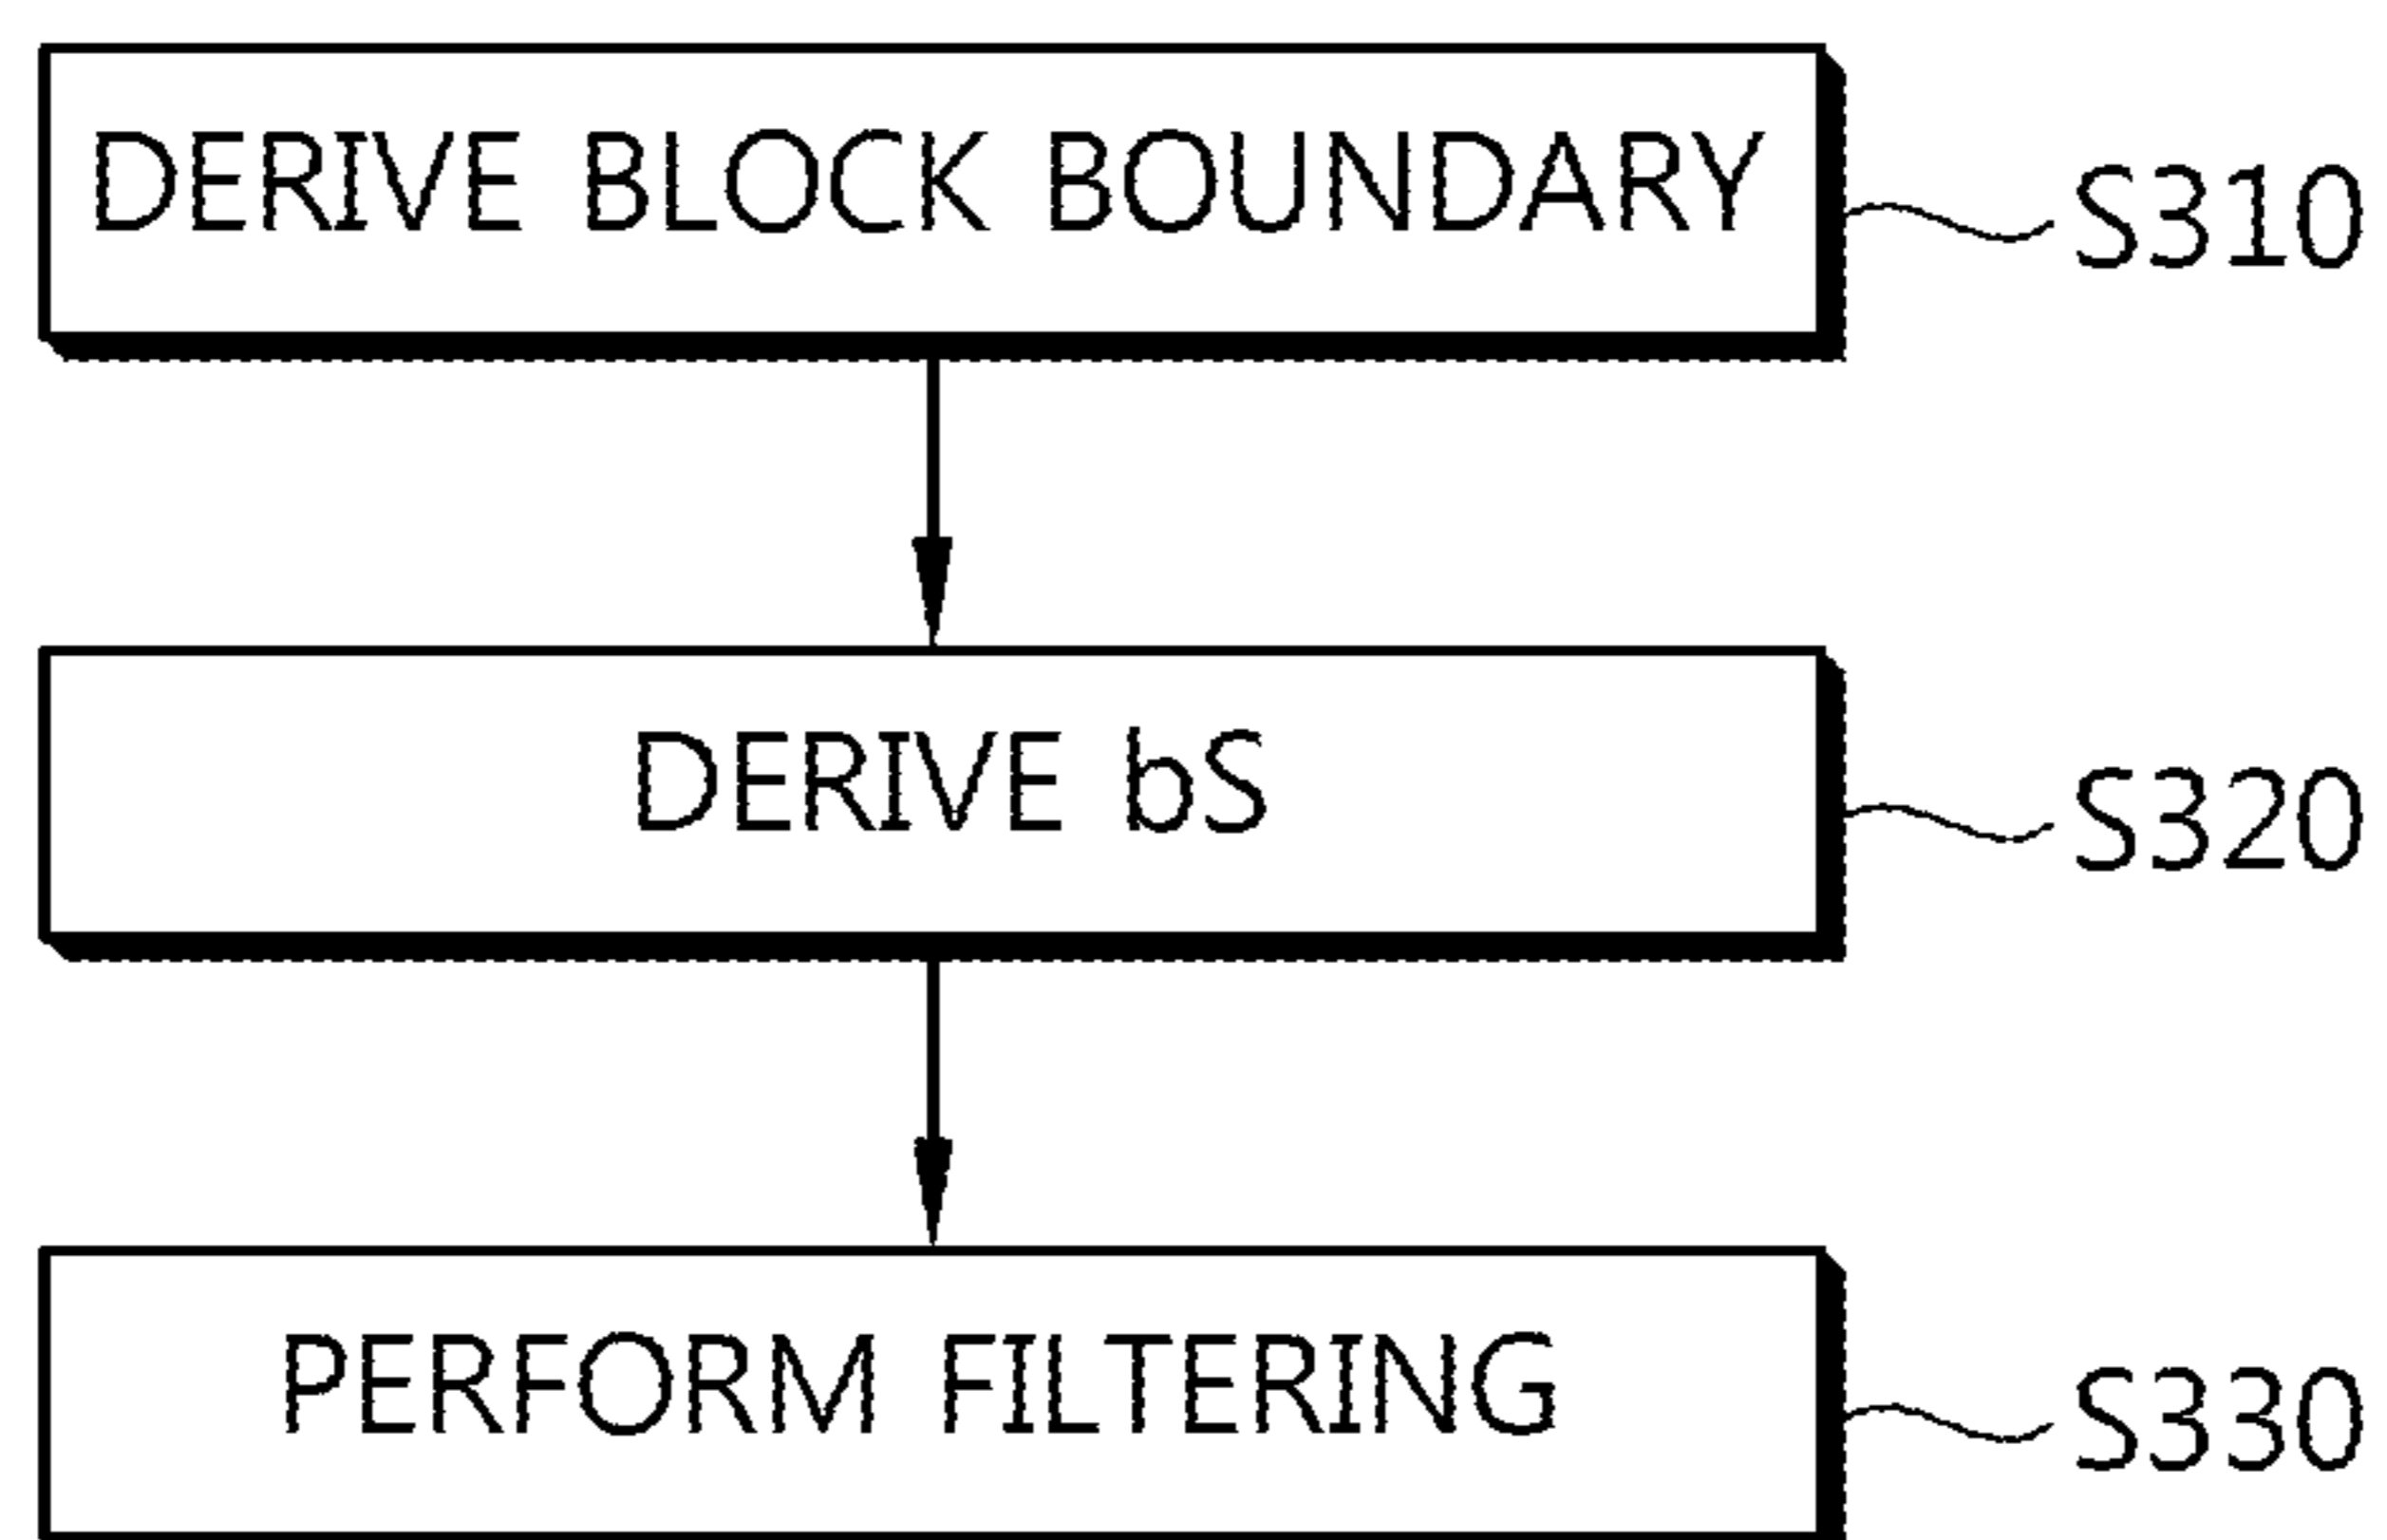 DERIVE BLOCK BOUNDARY
S310
DERIVE bS
S320
PERFORM FILTERING
S330